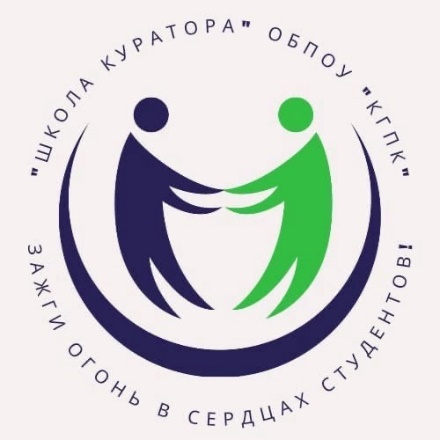 "ШКОЛА КУРАТОРА" ОБПОУ "КГПК"
ЗАЖГИ ОГОНЬ В СЕРДЦАХ СТУДЕНТОВ!